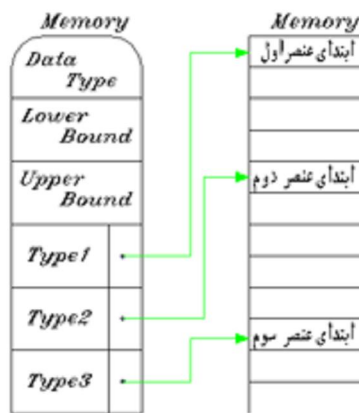 Memory
Data
Type
Lower
Bound
Upper
Bound
Type1
Type2
Type3
Memory
ابتدای عنصر اول
ابتدای عنصر دوم
ابتدای عنصر سوم